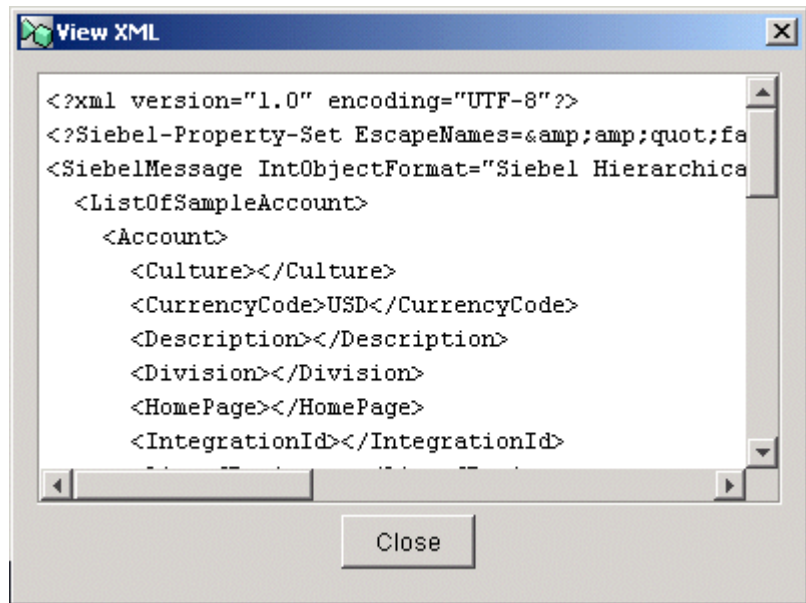 View XML
<?xml version="1.0" encoding="UTF-8"?>
<?Siebel-Property-Set EscapeNames=&amp;amp;quot;fa
<SiebelMessage IntObjectFormat="Siebel Hierarchica
<ListOfSampleAccount>
<Account>
<Culture></Culture>
<CurrencyCode>USD</CurrencyCode>
<Description></Description>
<Division></Division>
<HomePage></HomePage>
<IntegrationId></IntegrationId>
Close